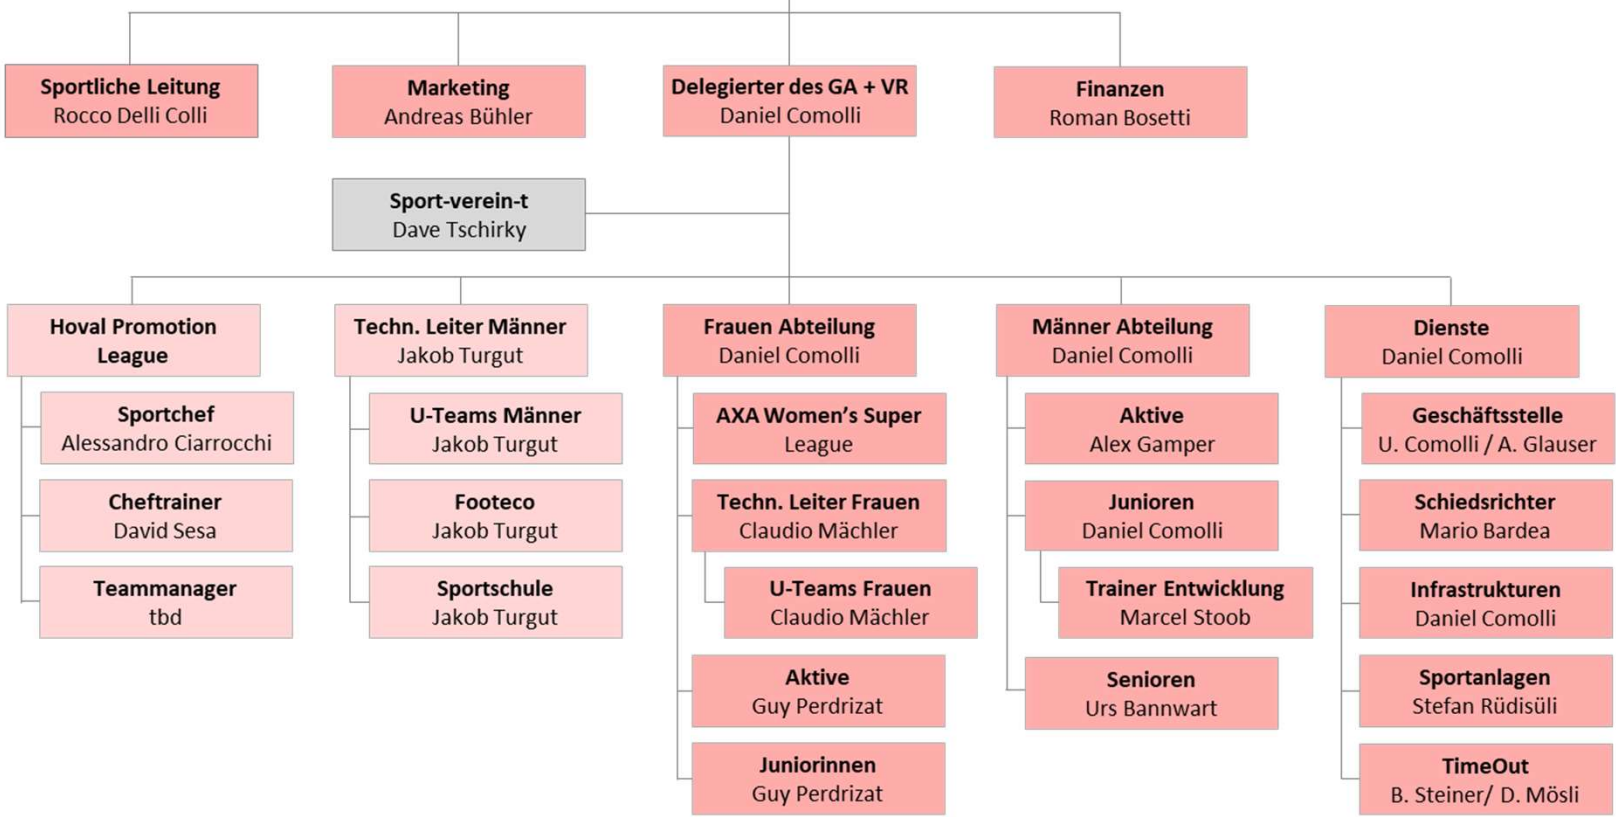 Sportliche Leitung
Rocco Delli Colli
Marketing
Andreas Bühler
Delegierter des GA + VR
Daniel Comolli
Finanzen
Roman Bosetti
Sport-verein-t
Dave Tschirky
Hoval Promotion
League
Sportchef
Alessandro Ciarrocchi
Cheftrainer
David Sesa
Teammanager
tbd
Techn. Leiter Männer
Jakob Turgut
U-Teams Männer
Jakob Turgut
Footeco
Jakob Turgut
Sportschule
Jakob Turgut
Frauen Abteilung
Daniel Comolli
AXA Women’s Super
League
Techn. Leiter Frauen
Claudio Mächler
U-Teams Frauen
Claudio Mächler
Aktive
Guy Perdrizat
Juniorinnen
Guy Perdrizat
Männer Abteilung
Daniel Comolli
Aktive
Alex Gamper
Junioren
Daniel Comolli
Trainer Entwicklung
Marcel Stoob
Senioren
Urs Bannwart
Dienste
Daniel Comolli
Geschäftsstelle
U. Comolli / A. Glauser
Schiedsrichter
Mario Bardea
Infrastrukturen
Daniel Comolli
Sportanlagen
Stefan Rüdisüli
TimeOut
B. Steiner/ D. Mösli